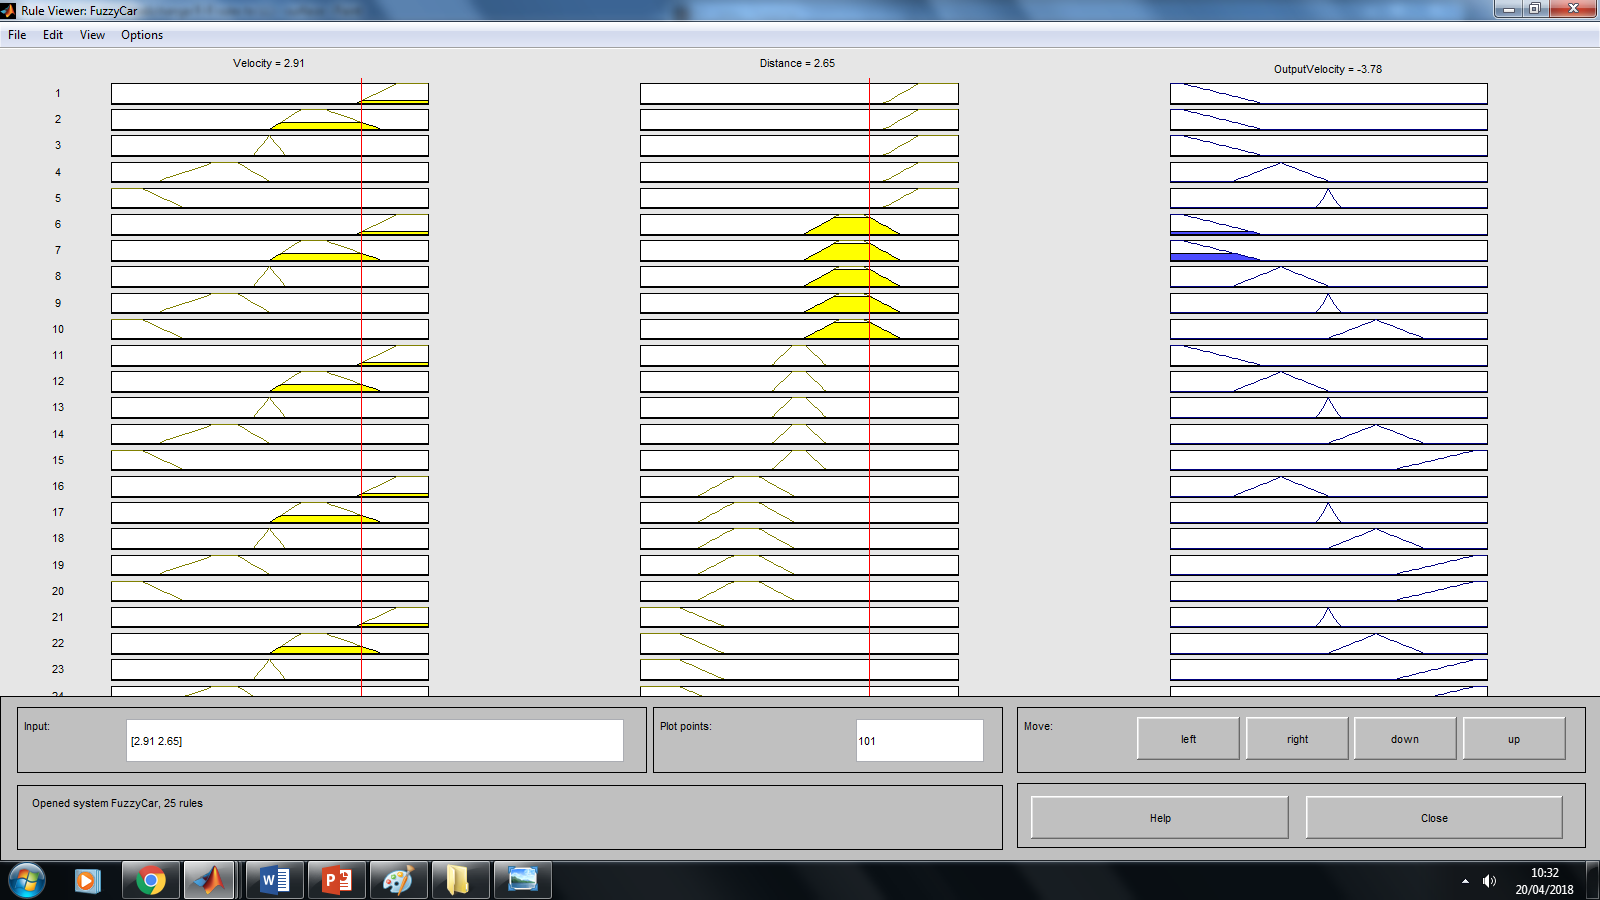 Rule Viewer: FuzzyCar
File Edit View Options
Velocity = 2.91
Distance = 2.65
OutputVelocity = -3.78
1
2
3
4
5
6
7
8
9
10
11
12
13
14
15
16
17
18
19
20
21
22
23
24
Input:
[2.91 2.65]
Plot points:
101
Move:
left
right
down
up
Opened system FuzzyCar, 25 rules
Help
Close
10:32
20/04/2018